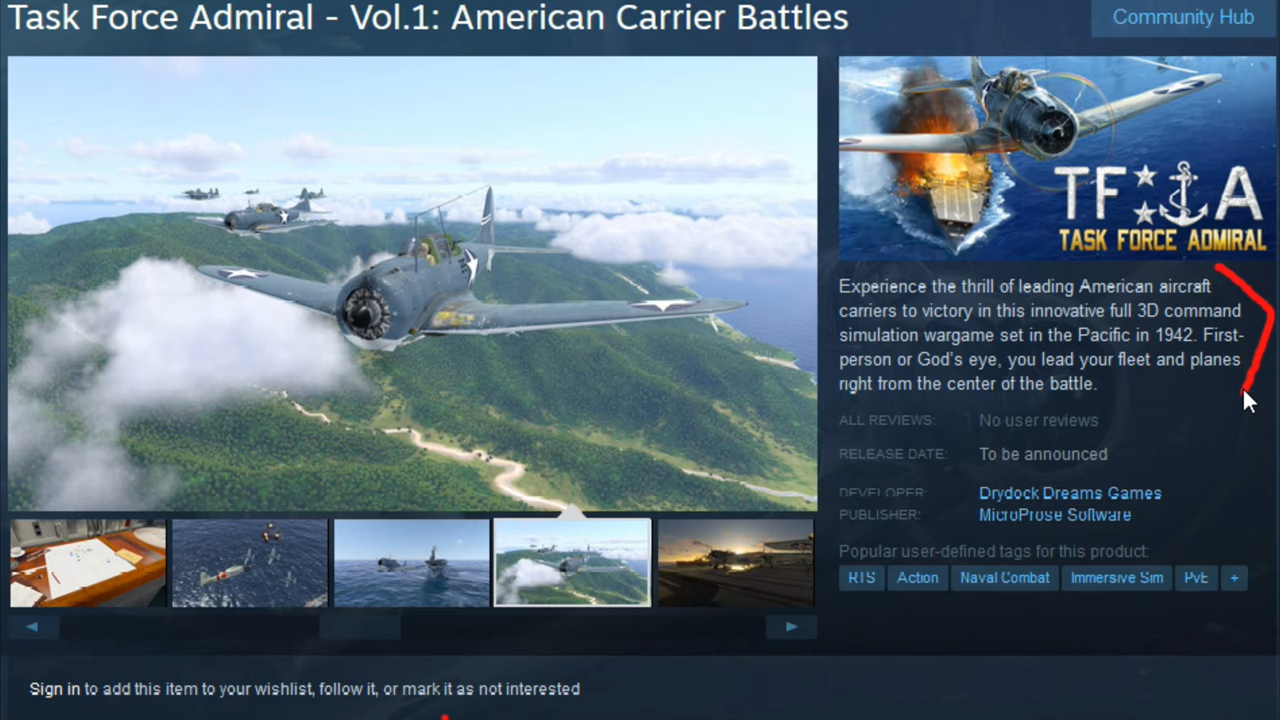 Task Force Admiral - Vol.1: American Carrier Battles
Community Hub
TF A
TASK FORCE ADMIRAL
Experience the thrill of leading American aircraft
carriers to victory in this innovative full 3D command
simulation wargame set in the Pacific in 1942. First-
person or God's eye, you lead your fleet and planes
right from the center of the battle.
ALL REVIEWS: No user reviews
RELEASE DATE: To be announced
DEVELOPER: Drydock Dreams Games
PUBLISHER: MicroProse Software
Popular user-defined tags for this product:
RTS Action Naval Combat Immersive Sim PvE +
Sign in to add this item to your wishlist, follow it, or mark it as not interested